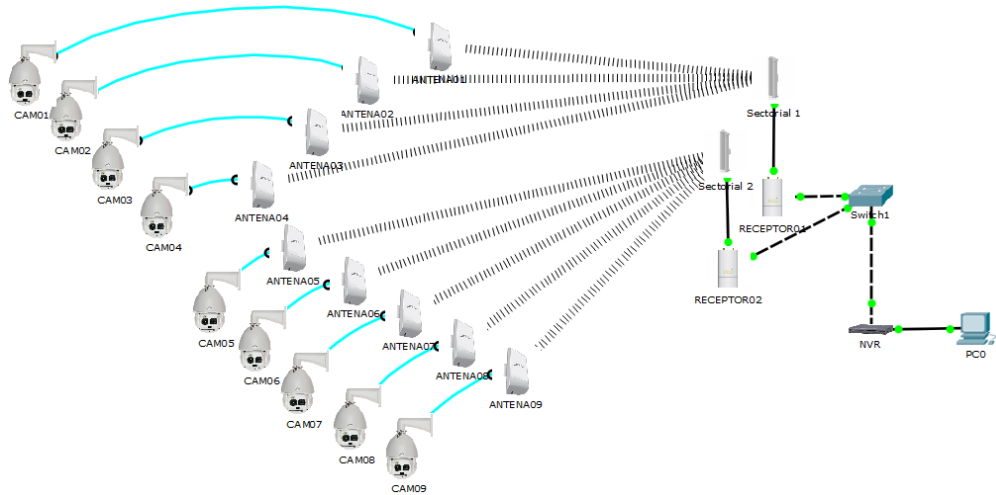 CAM01
CAM02
CAM03
CAM04
CAM05
CAM06
CAM07
CAM08
CAM09
ANTENA01
ANTENA02
ANTENA03
ANTENA04
ANTENA05
ANTENA06
ANTENA07
ANTENA08
ANTENA09
Sectorial 1
Sectorial 2
RECEPTOR01
RECEPTOR02
Switch1
NVR
PC0